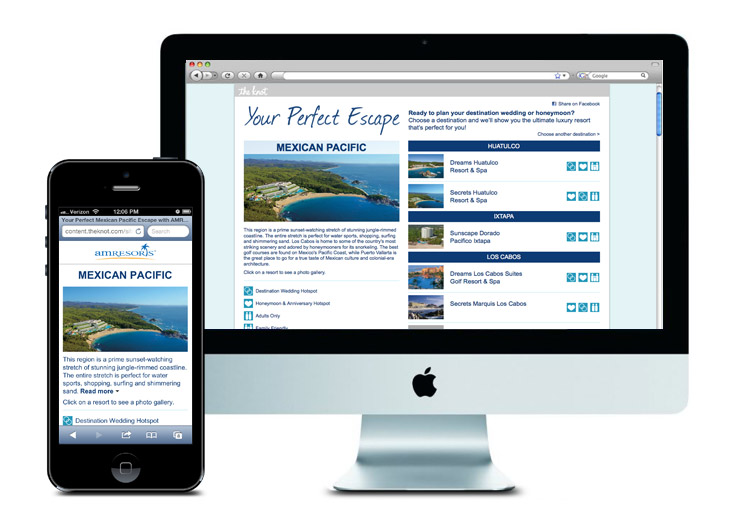 Google
the knot
Share on Facebook
Your Perfect Escape
Ready to plan your destination wedding or honeymoon?
Choose a destination and we'll show you the ultimate luxury resort
that's perfect for you!
Choose another destination »
MEXICAN PACIFIC
This region is a prime sunset-watching stretch of stunning jungle-rimmed
coastline. The entire stretch is perfect for water sports, shopping, surfing
and shimmering sand. Los Cabos is home to some of the country's most
striking scenery and adored by honeymooners for its snorkeling. The best
golf courses are found on Mexico's Pacific Coast, while Puerto Vallarta is
the great place to go for a true taste of Mexican culture and colonial-era
architecture.
Click on a resort to see a photo gallery.
Destination Wedding Hotspot
Honeymoon & Anniversary Hotspot
Adults Only
Family Friendly
HUATULCO
Dreams Huatulco
Resort & Spa
Secrets Huatulco
Resort & Spa
IXTAPA
Sunscape Dorado
Pacifico Ixtapa
LOS CABOS
Dreams Los Cabos Suites
Golf Resort & Spa
Secrets Marquis Los Cabos
Verizon 12:06 PM
Your Perfect Mexican Pacific Escape with AMR...
content.theknot.com/sit
Search
amRESORTS
MEXICAN PACIFIC
This region is a prime sunset-watching
stretch of stunning jungle-rimmed coastline.
The entire stretch is perfect for water
sports, shopping, surfing and shimmering
sand. Read more
Click on a resort to see a photo gallery.
Destination Wedding Hotspot